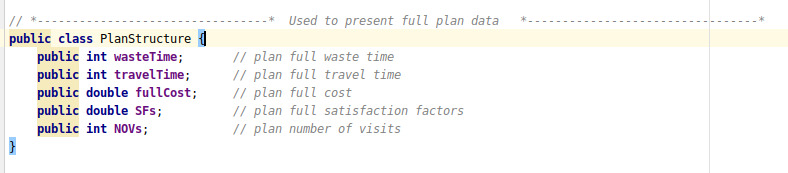 // *---------------------------------* Used to present full plan data *---------------------------------*
public class PlanStructure {
public int wasteTime; // plan full waste time
public int travelTime; // plan full travel time
public double fullCost; // plan full cost
public double SFs; // plan full satisfaction factors
public int NOVs; // plan number of visits
}